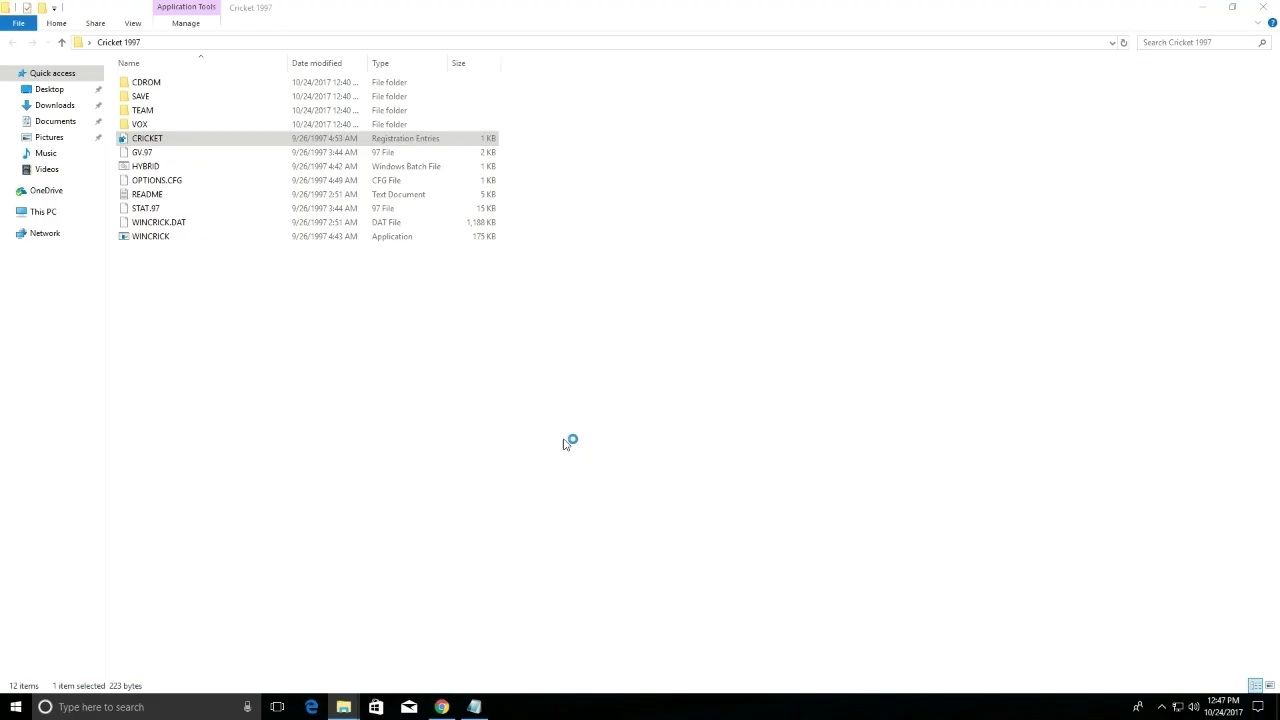 Application Tools Cricket 1997
File Home Share View Manage
Cricket 1997 Search Cricket 1997
Name Date modified Type Size
Quick access
Desktop
Downloads
Documents
Pictures
Music
Videos
OneDrive
This PC
Network
CDROM 10/24/2017 12:40 ... File folder
SAVE 10/24/2017 12:40 ... File folder
TEAM 10/24/2017 12:40 ... File folder
VOX 10/24/2017 12:40 ... File folder
CRICKET 9/26/1997 4:53 AM Registration Entries 1 KB
GV.97 9/26/1997 3:44 AM 97 File 2 KB
HYBRID 9/26/1997 4:42 AM Windows Batch File 1 KB
OPTIONS.CFG 9/26/1997 4:49 AM CFG File 1 KB
README 9/26/1997 2:51 AM Text Document 5 KB
STAT.97 9/26/1997 3:44 AM 97 File 15 KB
WINCRICK.DAT 9/26/1997 2:51 AM DAT File 1,188 KB
WINCRICK 9/26/1997 4:43 AM Application 175 KB
12 items 1 item selected 223 bytes
Type here to search
12:47 PM
10/24/2017